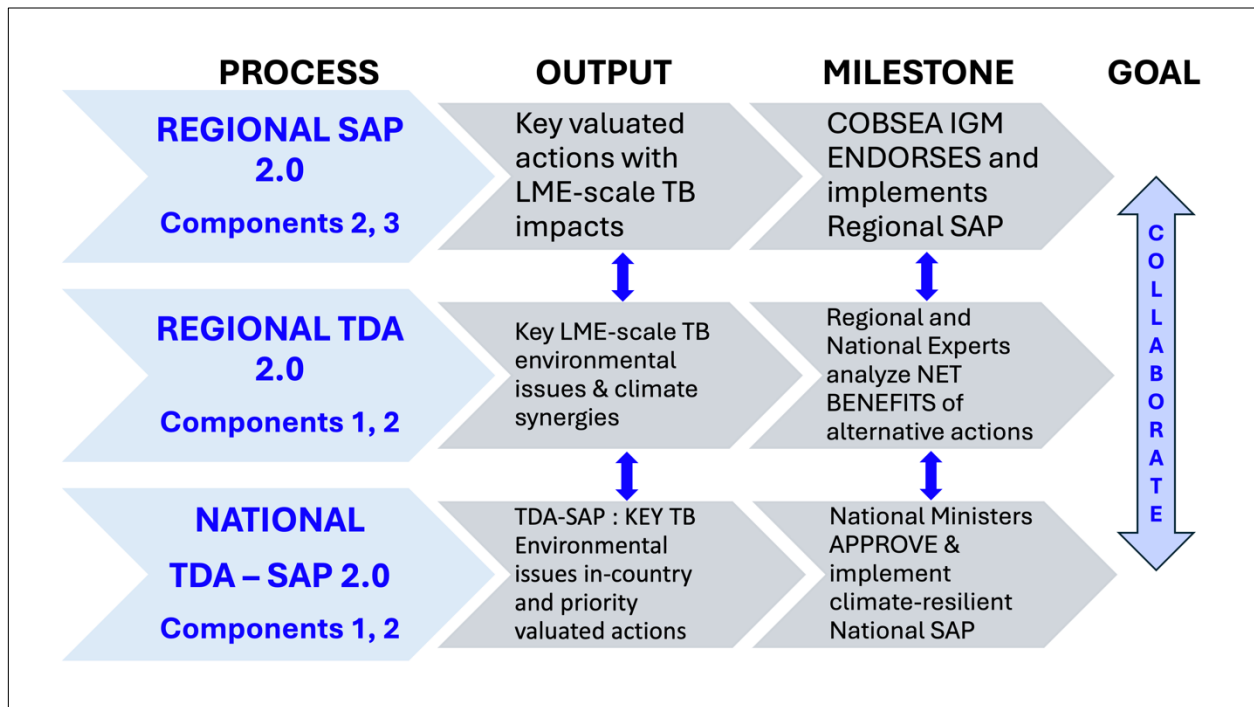 PROCESS OUTPUT MILESTONE GOAL
REGIONAL SAP
2.0
Components 2, 3
Key valuated
actions with
LME-scale TB
impacts
COBSEA IGM
ENDORSES and
implements
Regional SAP
REGIONAL TDA
2.0
Components 1, 2
Key LME-scale TB
environmental
issues & climate
synergies
Regional and
National Experts
analyze NET
BENEFITS of
alternative actions
NATIONAL
TDA – SAP 2.0
Components 1, 2
TDA-SAP : KEY TB
Environmental
issues in-country
and priority
valuated actions
National Ministers
APPROVE &
implement
climate-resilient
National SAP
COLLABORATE